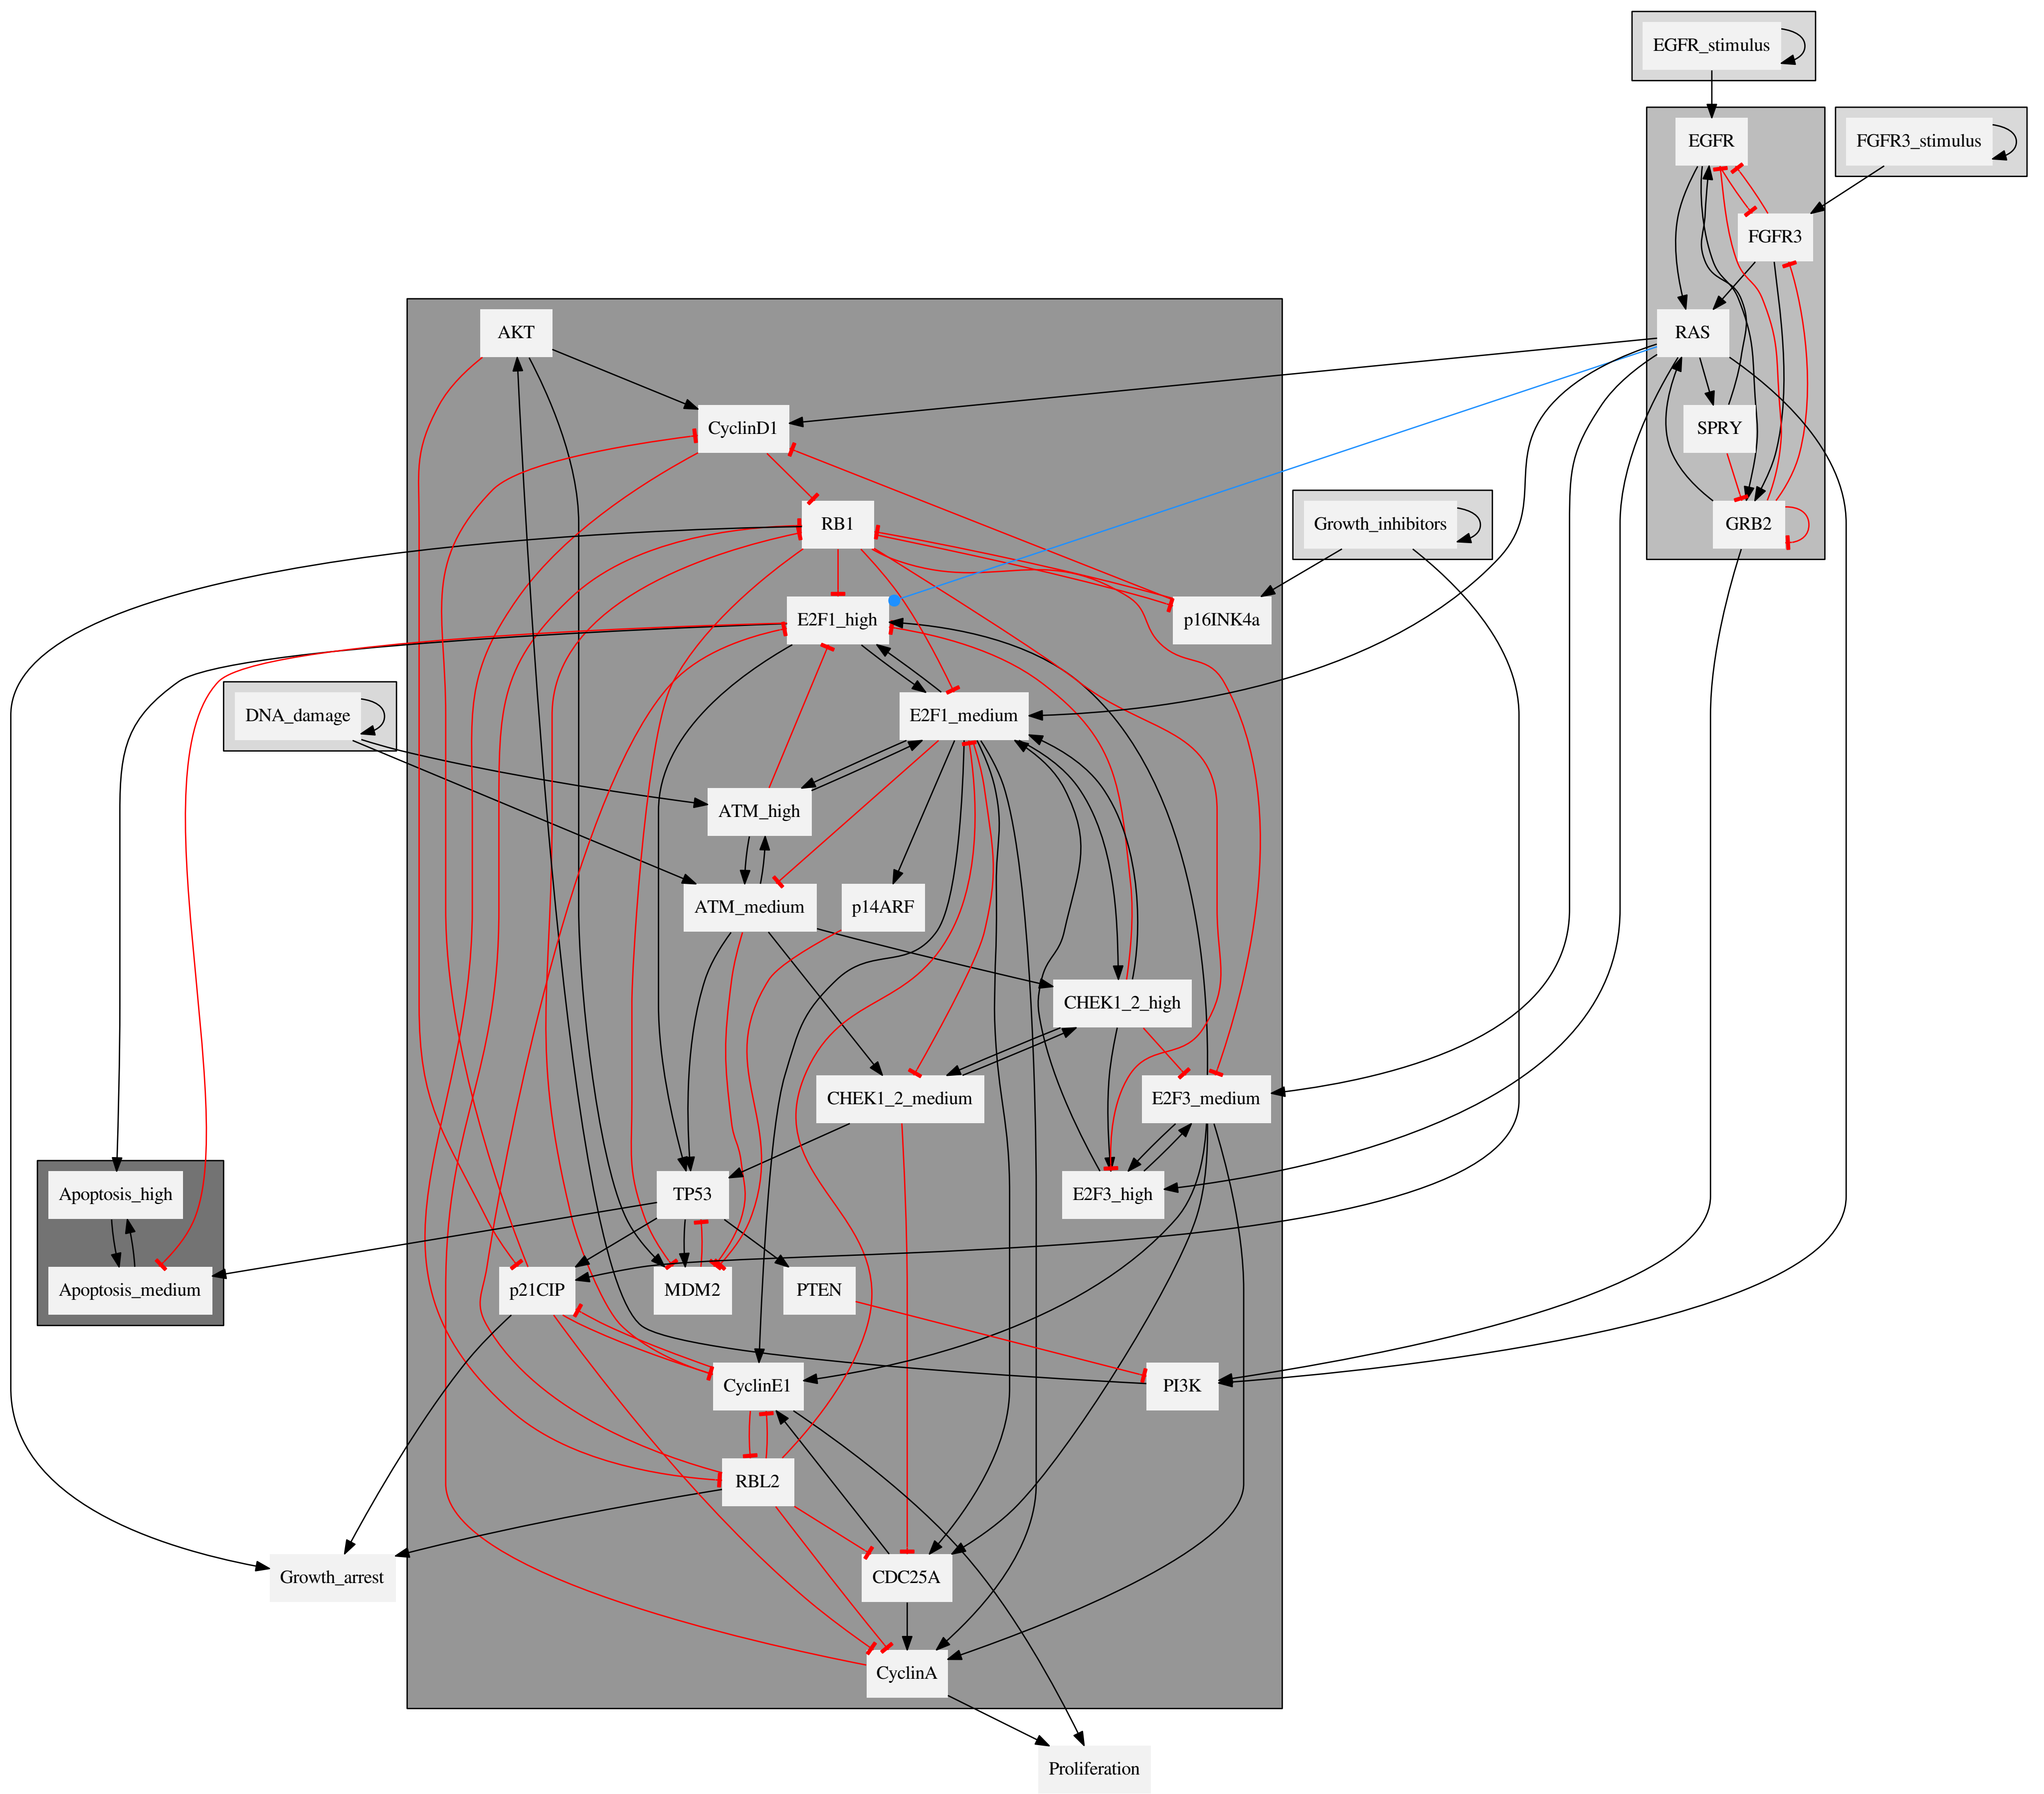 EGFR_stimulus
EGFR
FGFR3_stimulus
FGFR3
AKT
RAS
CyclinD1
SPRY
RB1
Growth_inhibitors
GRB2
E2F1_high
p16INK4a
DNA_damage
E2F1_medium
ATM_high
ATM_medium
p14ARF
CHEK1_2_high
CHEK1_2_medium
E2F3_medium
Apoptosis_high
TP53
E2F3_high
Apoptosis_medium
p21CIP
MDM2
PTEN
CyclinE1
PI3K
RBL2
Growth_arrest
CDC25A
CyclinA
Proliferation